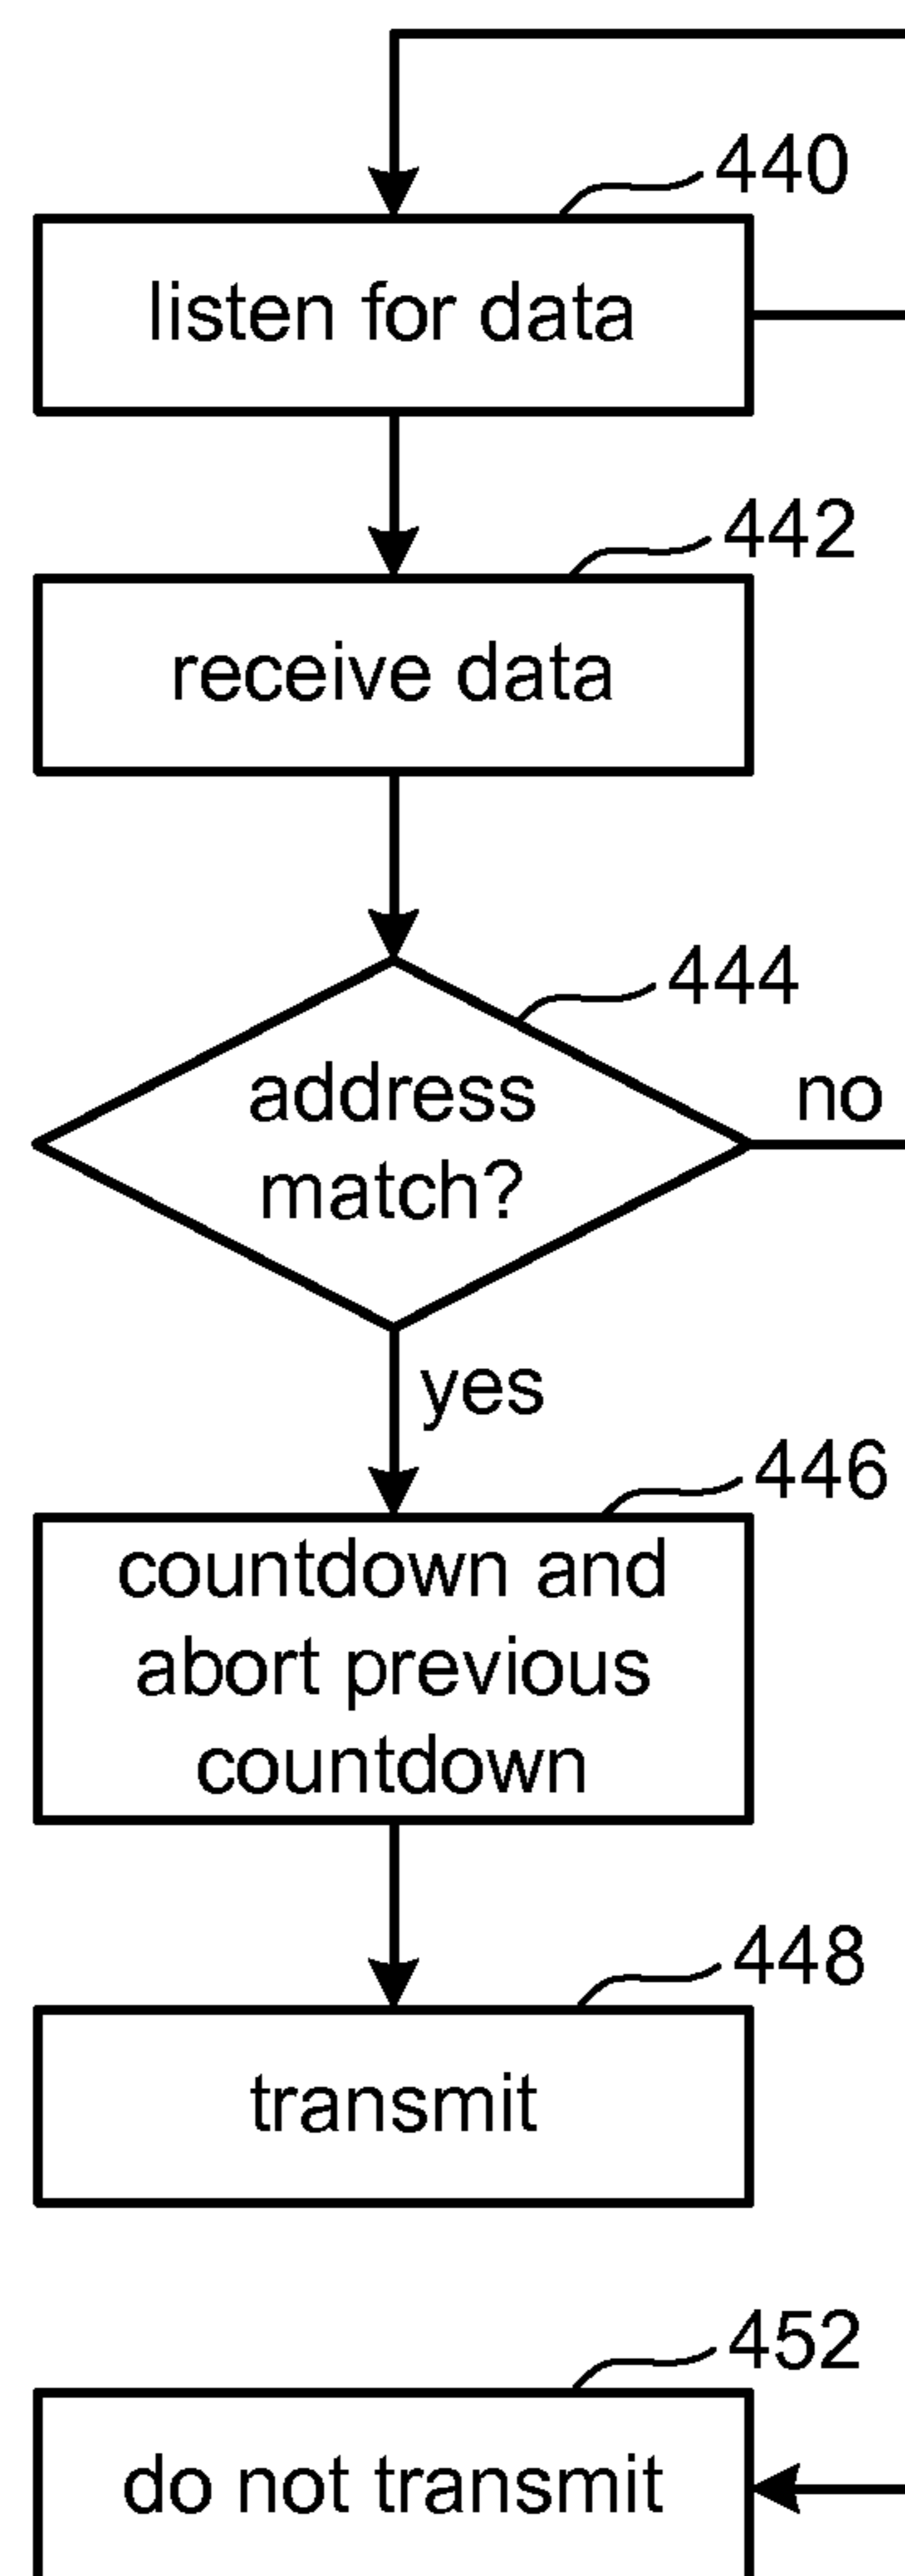 440
listen for data
442
receive data
444
address
match?
no
yes
446
countdown and
abort previous
countdown
448
transmit
452
do not transmit